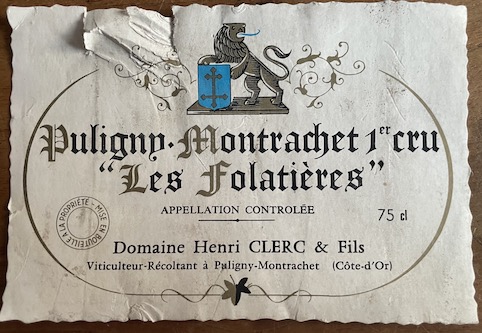 Puligny-Montrachet 1er cru
“Les Folatières”
APPELLATION CONTROLÉE
75 cl
MISE EN BOUTEILLE A LA PROPRIÉTÉ
Domaine Henri CLERC & Fils
Viticulteur-Récoltant à Puligny-Montrachet (Côte-d'Or)